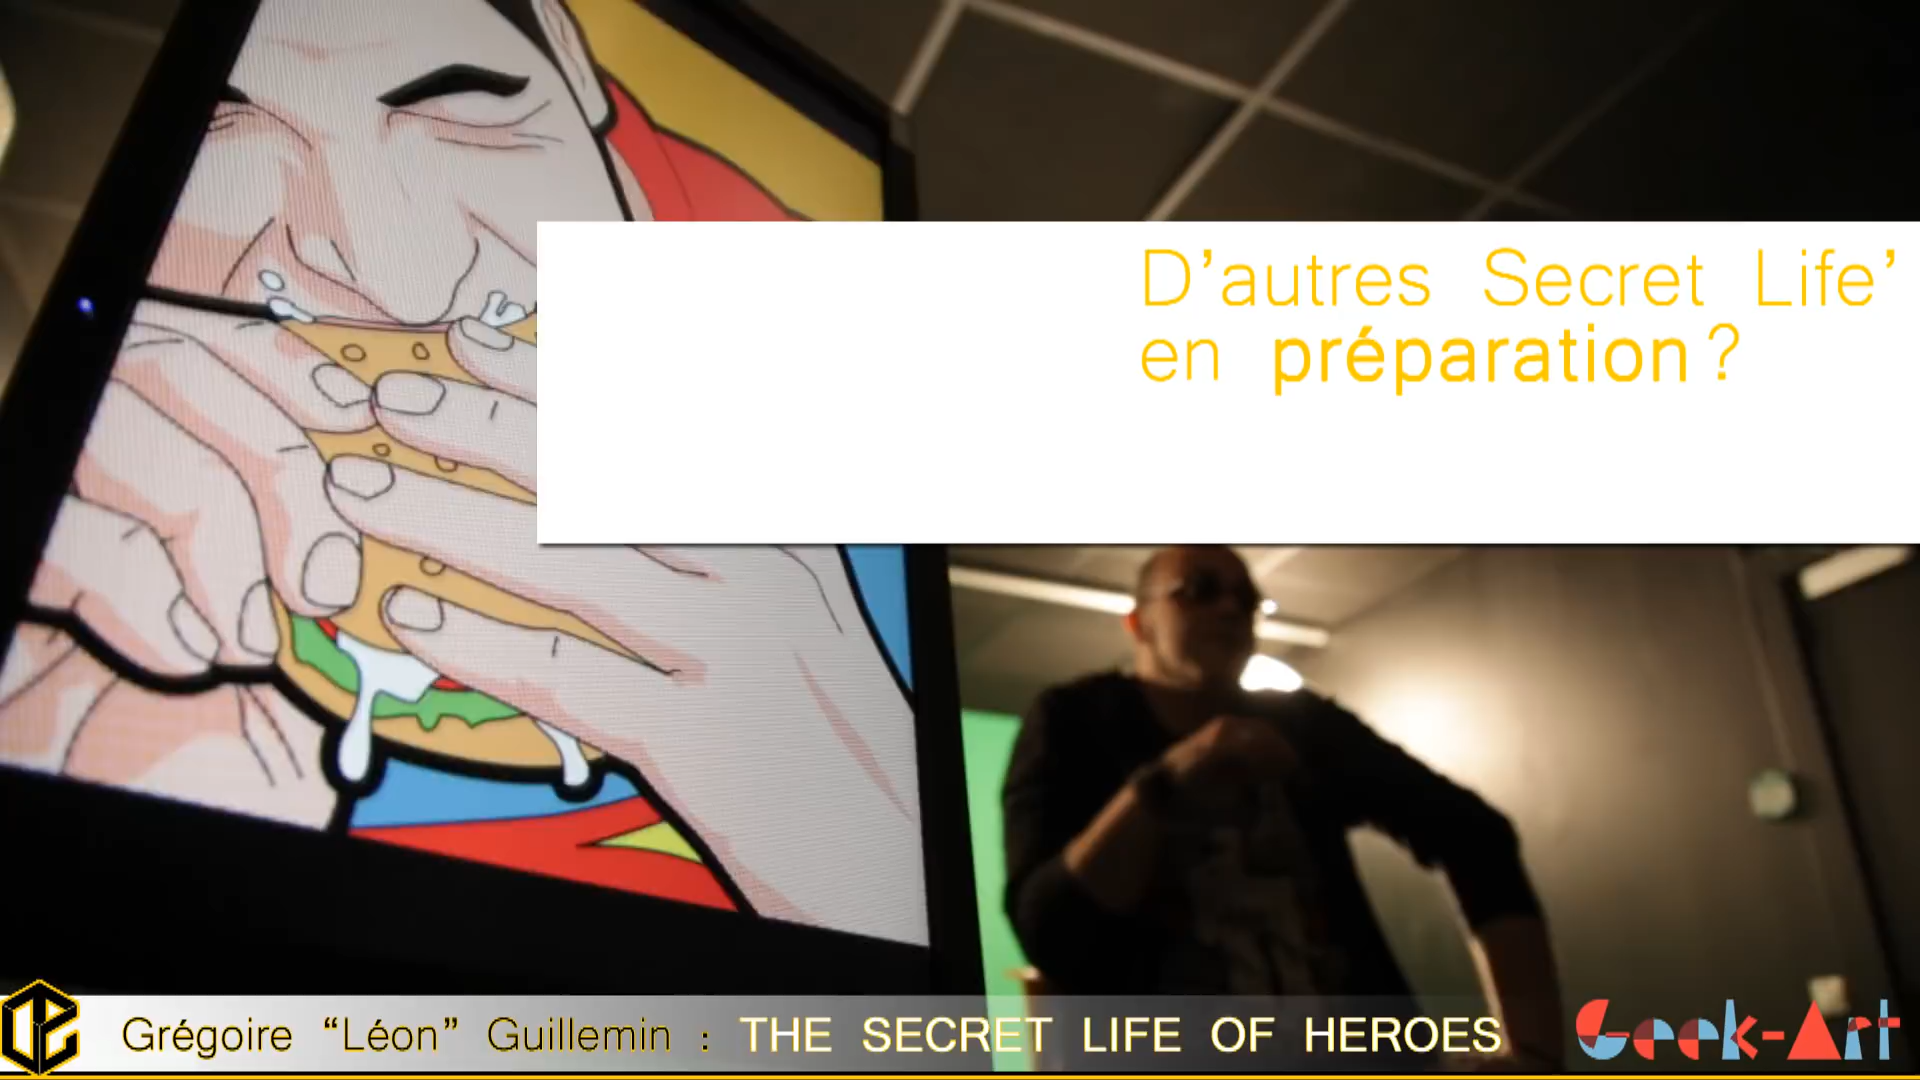 D’autres Secret Life’
en préparation ?
Grégoire “Léon” Guillemin : THE SECRET LIFE OF HEROES
Geek-Art